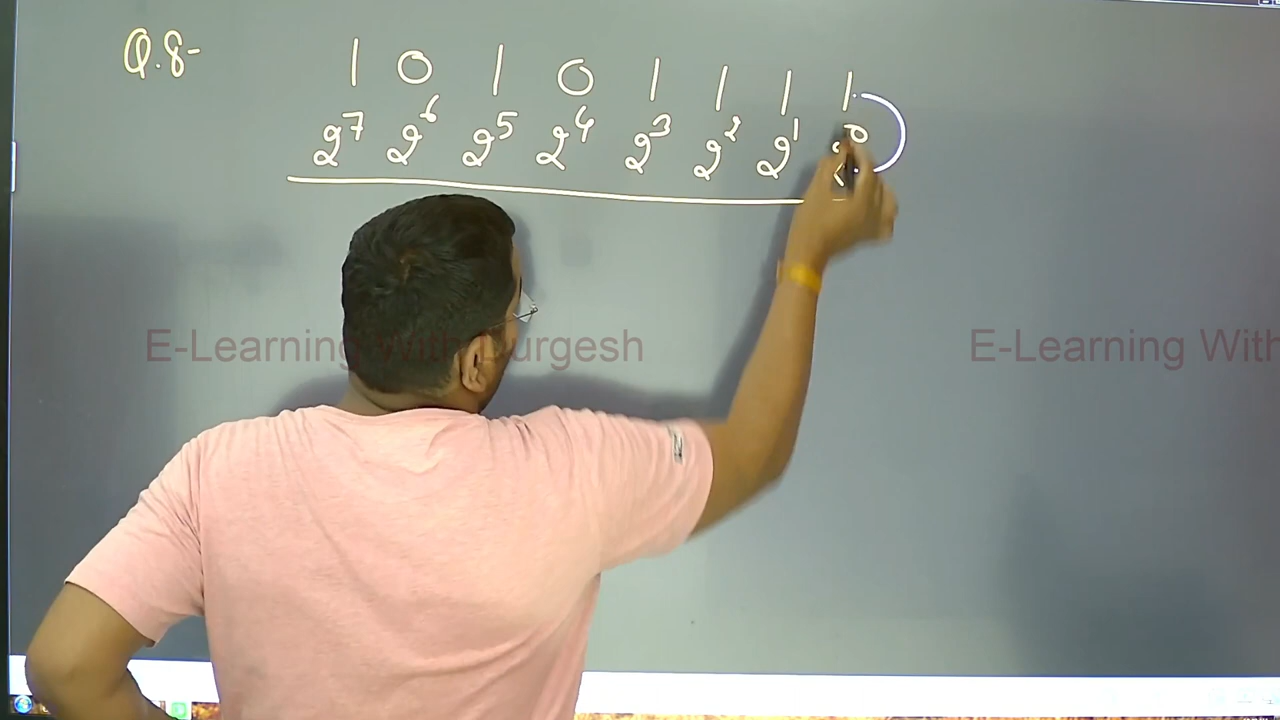 Q.8- 1 0 1 0 1 1 1 1
2⁷ 2⁶ 2⁵ 2⁴ 2³ 2² 2¹ 2⁰
E-Learning With Durgesh E-Learning With